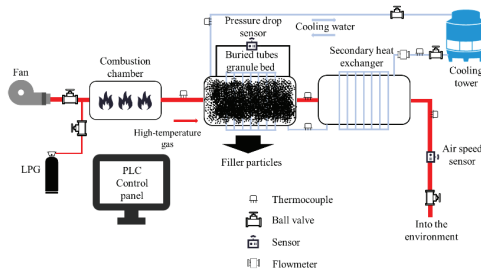 Pressure drop
sensor
Cooling water
Buried tubes
granule bed
Secondary heat
exchanger
Combustion
chamber
Fan
Cooling
tower
High-temperature
gas
LPG
PLC
Control
panel
Filler particles
Air speed
sensor
Thermocouple
Ball valve
Sensor
Flowmeter
Into the
environment